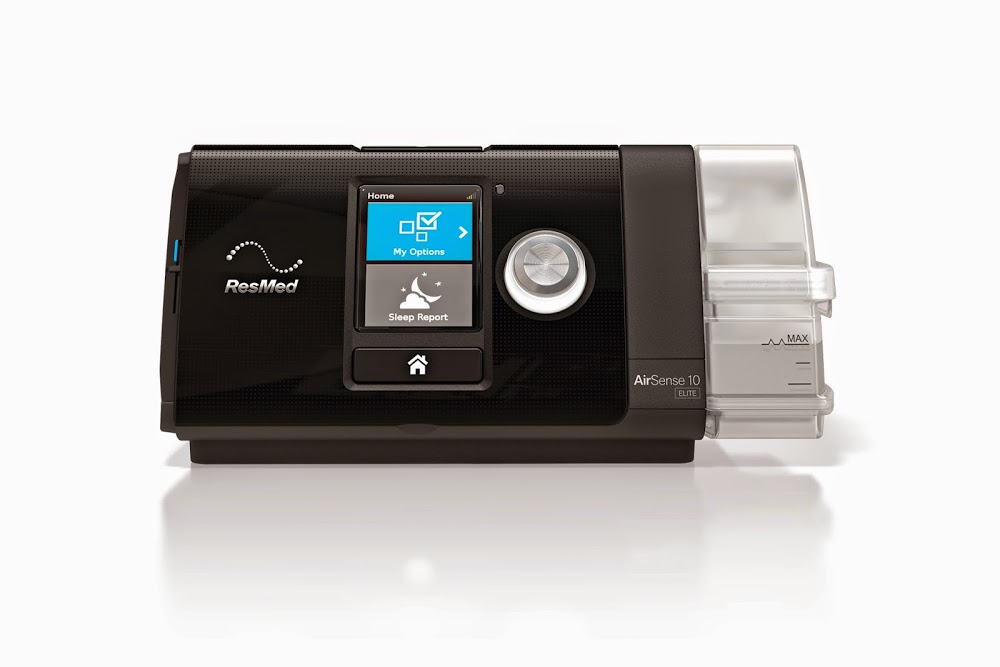 Home
My Options
Sleep Report
ResMed
MAX
AirSense 10
ELITE